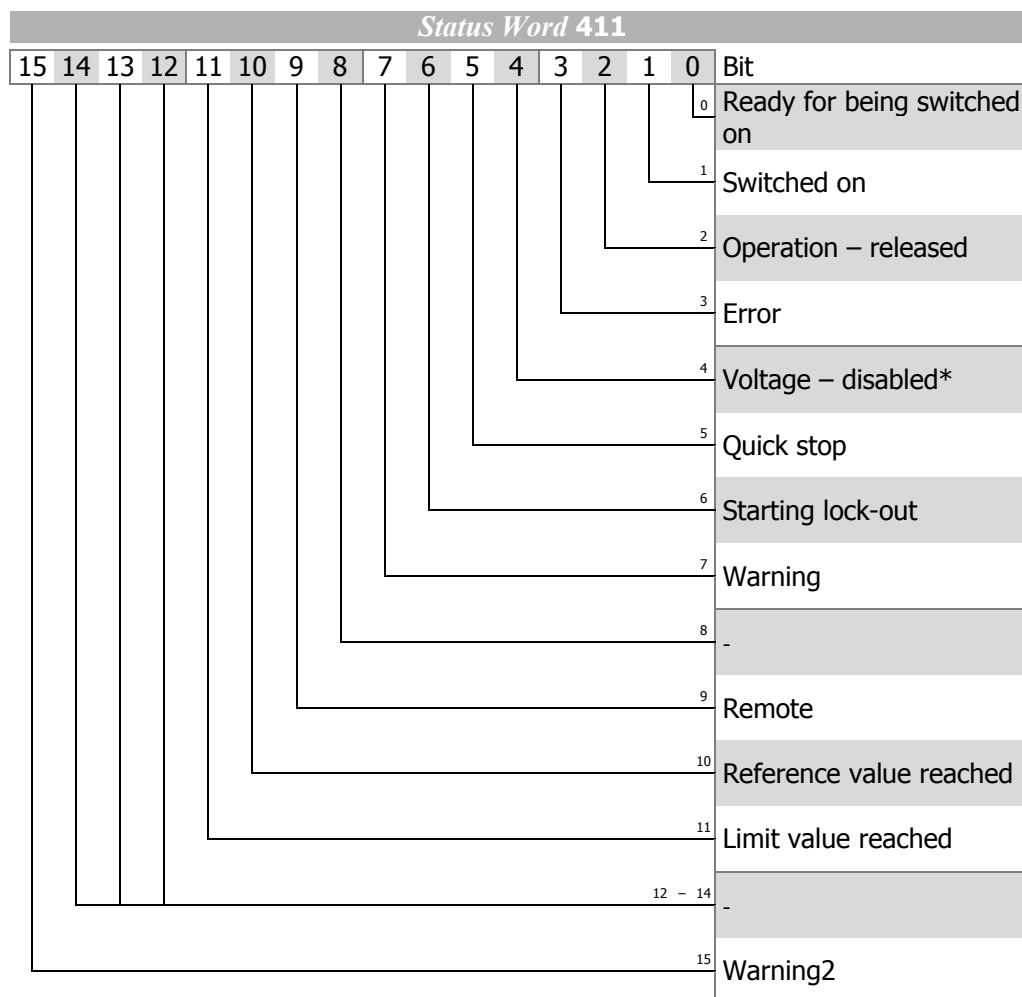 Status Word 411
15 14 13 12 11 10 9 8 7 6 5 4 3 2 1 0 Bit
0 Ready for being switched
on
1 Switched on
2 Operation – released
3 Error
4 Voltage – disabled*
5 Quick stop
6 Starting lock-out
7 Warning
8 -
9 Remote
10 Reference value reached
11 Limit value reached
12 – 14 -
15 Warning2